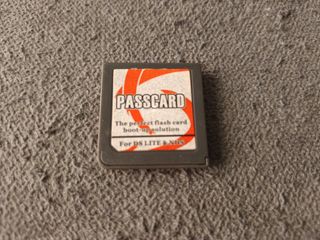 PASSCARD
The perfect flash card
boot-up solution
For DS LITE & NDS